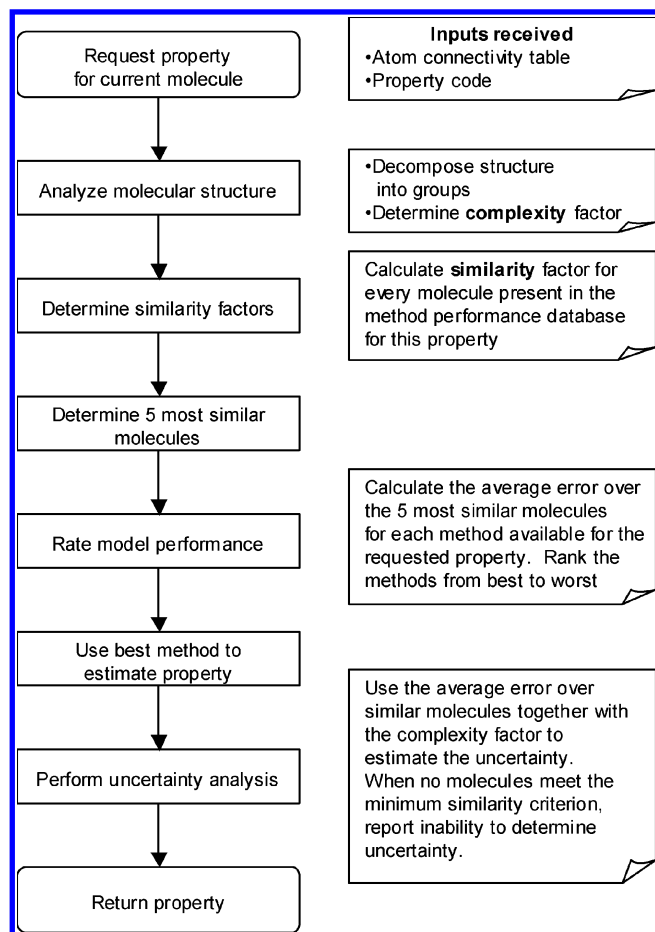 Request property
for current molecule
Inputs received
•Atom connectivity table
•Property code
Analyze molecular structure
•Decompose structure
into groups
•Determine complexity factor
Determine similarity factors
Calculate similarity factor for
every molecule present in the
method performance database
for this property
Determine 5 most similar
molecules
Rate model performance
Calculate the average error over
the 5 most similar molecules
for each method available for the
requested property. Rank the
methods from best to worst
Use best method to
estimate property
Perform uncertainty analysis
Use the average error over
similar molecules together with
the complexity factor to
estimate the uncertainty.
When no molecules meet the
minimum similarity criterion,
report inability to determine
uncertainty.
Return property